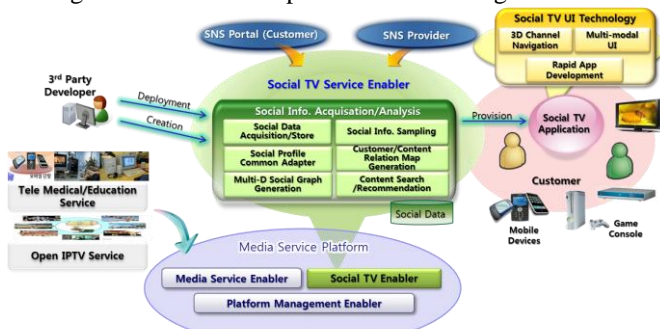 SNS Portal (Customer)
SNS Provider
Social TV UI Technology
3D Channel
Navigation
Multi-modal
UI
Rapid App
Development
Social TV Service Enabler
3rd Party
Developer
Deployment
Creation
Social Info. Acquisation/Analysis
Social Data
Acquisition/Store
Social Info. Sampling
Social Profile
Common Adapter
Customer/Content
Relation Map
Generation
Multi-D Social Graph
Generation
Content Search
/Recommendation
Provision
Social TV
Application
Customer
Mobile
Devices
Game
Console
Social Data
Tele Medical/Education
Service
Open IPTV Service
Media Service Platform
Media Service Enabler
Social TV Enabler
Platform Management Enabler